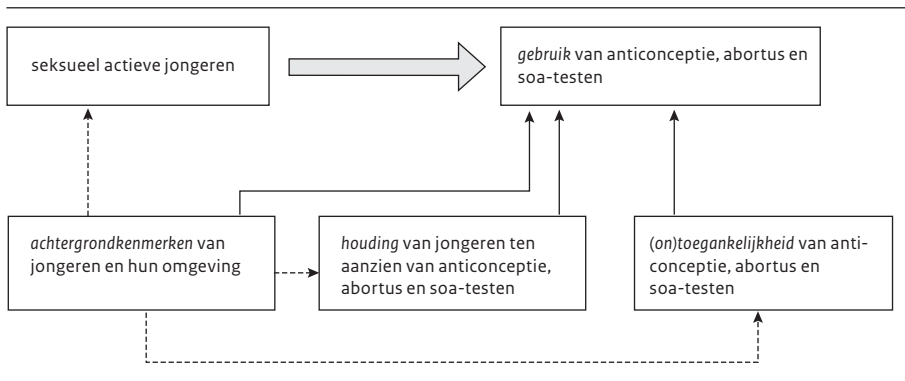 seksueel actieve jongeren
gebruik van anticonceptie, abortus en
soa-testen
achtergrondkenmerken van
jongeren en hun omgeving
houding van jongeren ten
aanzien van anticonceptie,
abortus en soa-testen
(on)toegankelijkheid van anti-
conceptie, abortus en
soa-testen